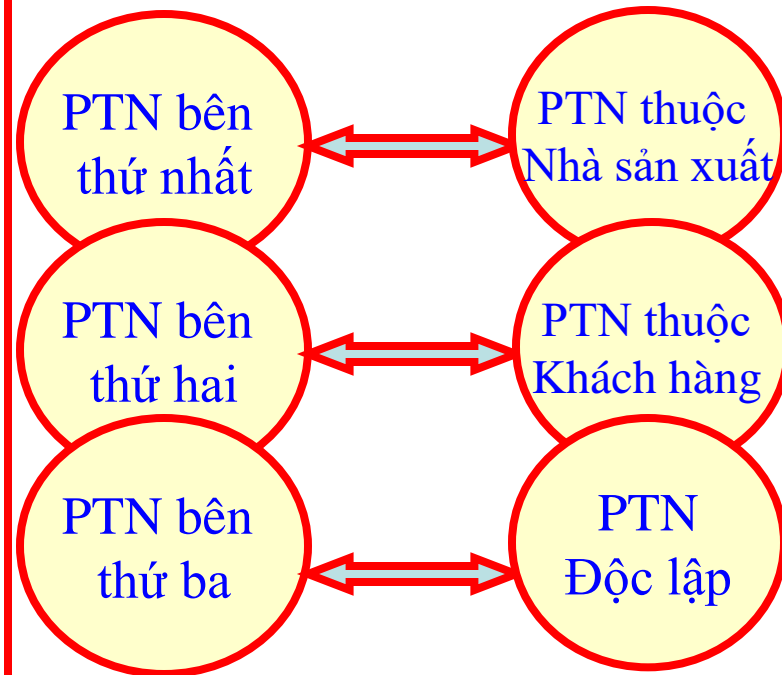 PTN bên
thứ nhất
PTN thuộc
Nhà sản xuất
PTN bên
thứ hai
PTN thuộc
Khách hàng
PTN bên
thứ ba
PTN
Độc lập